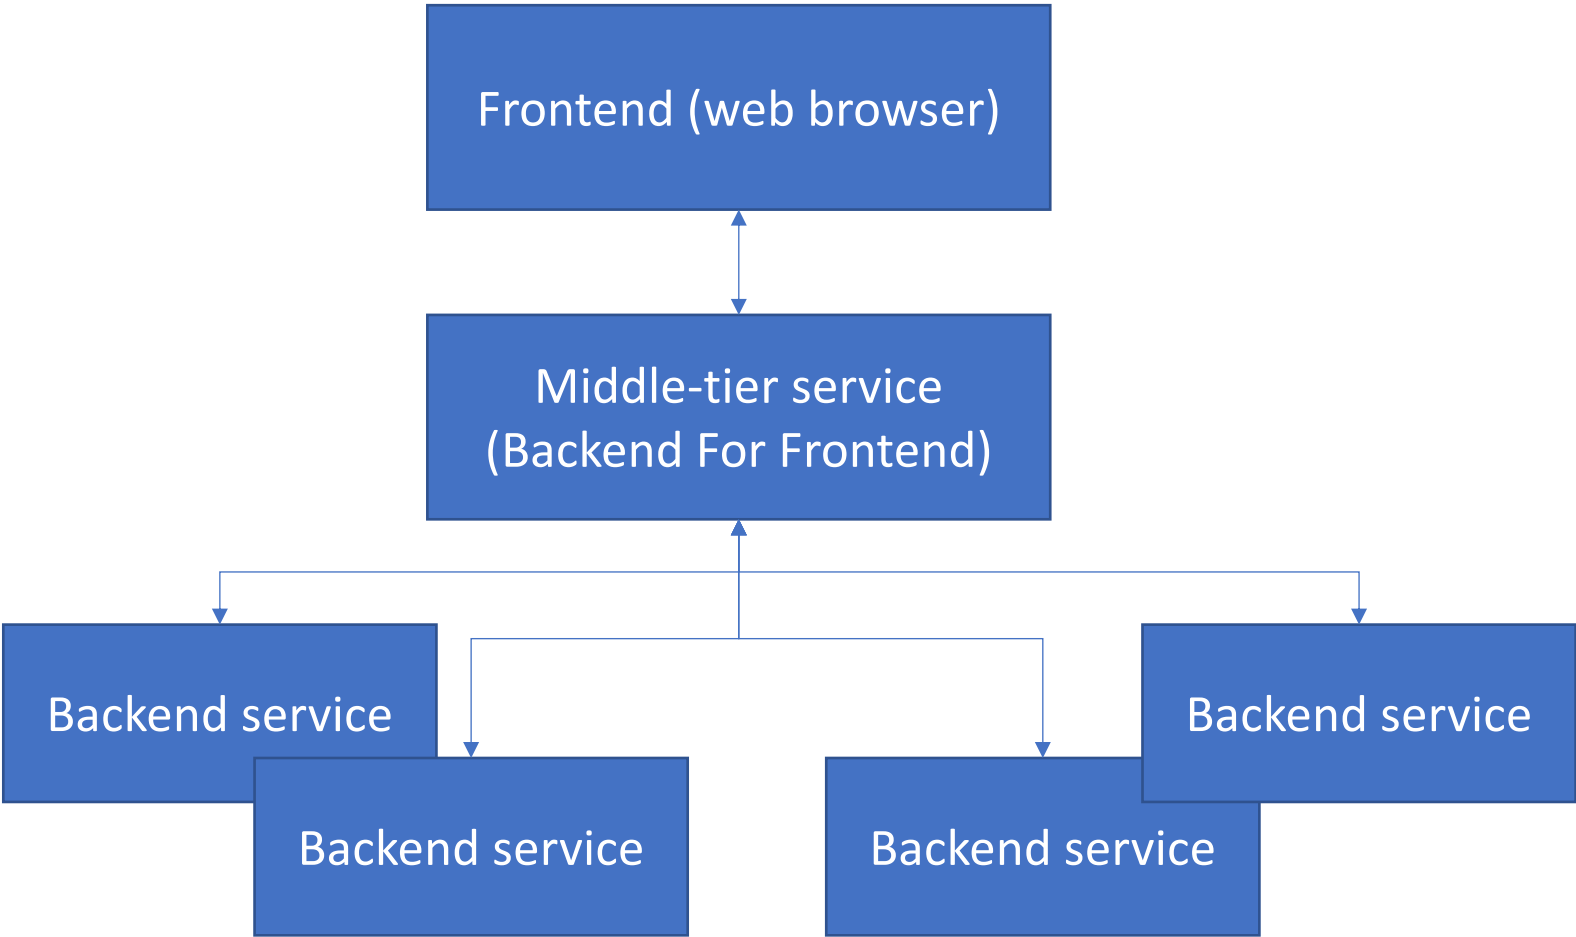 Frontend (web browser)
Middle-tier service
(Backend For Frontend)
Backend service
Backend service
Backend service
Backend service